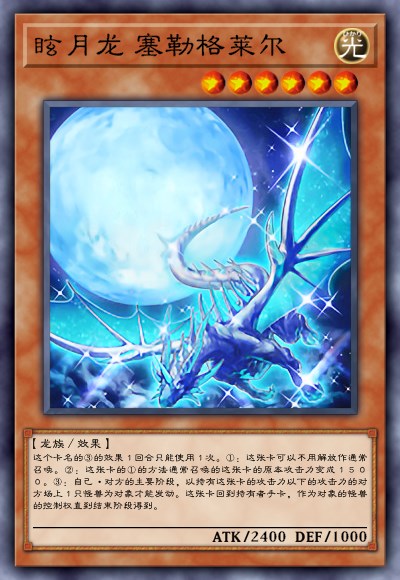 眩月龙 塞勒格莱尔
光
【龙族／效果】
这个卡名的③的效果１回合只能使用１次。①：这张卡可以不用解放作通常
召唤。②：这张卡的①的方法通常召唤的这张卡的原本攻击力变成１５０
０。③：自己·对方的主要阶段，以持有这张卡的攻击力以下的攻击力的对
方场上１只怪兽为对象才能发动。这张卡回到持有者手卡，作为对象的怪兽
的控制权直到结束阶段得到。
ATK/2400 DEF/1000